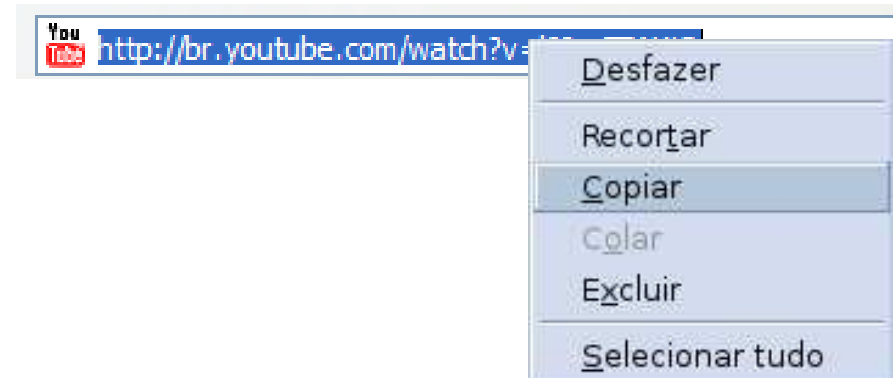 You
Tube
http://br.youtube.com/watch?v=
Desfazer
Recortar
Copiar
Colar
Excluir
Selecionar tudo